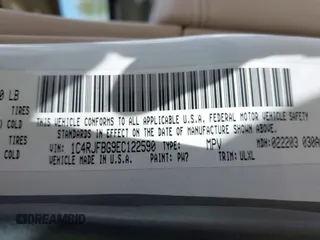 0 LB
TIRES
COLD
TIRES
COLD
THIS VEHICLE CONFORMS TO ALL APPLICABLE U.S.A. FEDERAL MOTOR VEHICLE SAFETY
STANDARDS IN EFFECT ON THE DATE OF MANUFACTURE SHOWN ABOVE.
VIN: 1C4RJFBG9EC122590 TYPE: MPV MDH: 022203 030A
VEHICLE MADE IN U.S.A. PAINT: PW7 TRIM: ULXL
DREAMBID